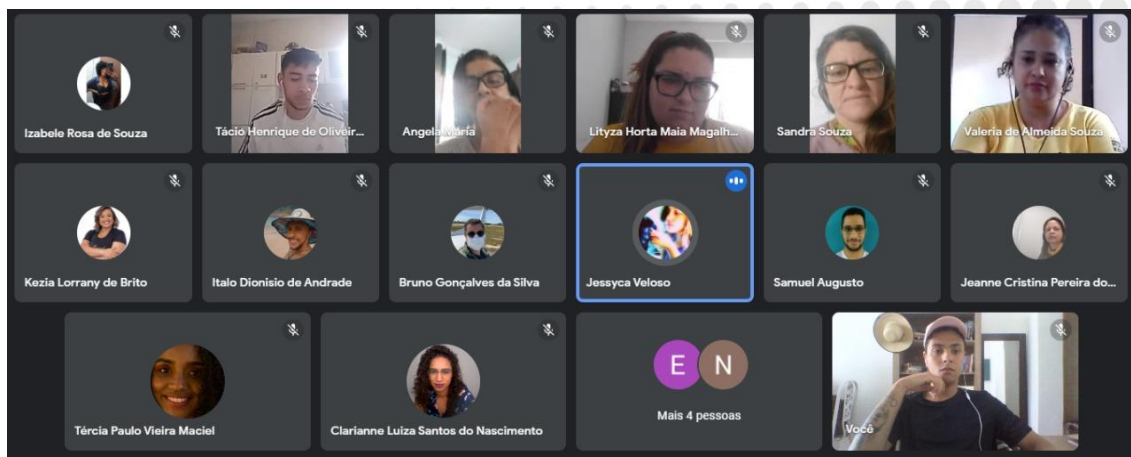 Izabele Rosa de Souza
Tácio Henrique de Oliveir...
Angela Maria
Lityza Horta Maia Magalh...
Sandra Souza
Valeria de Almeida Souza
Kezia Lorrany de Brito
Italo Dionisio de Andrade
Bruno Gonçalves da Silva
Jessyca Veloso
Samuel Augusto
Jeanne Cristina Pereira do...
Tércia Paulo Vieira Maciel
Clarianne Luiza Santos do Nascimento
E N
Mais 4 pessoas
Você